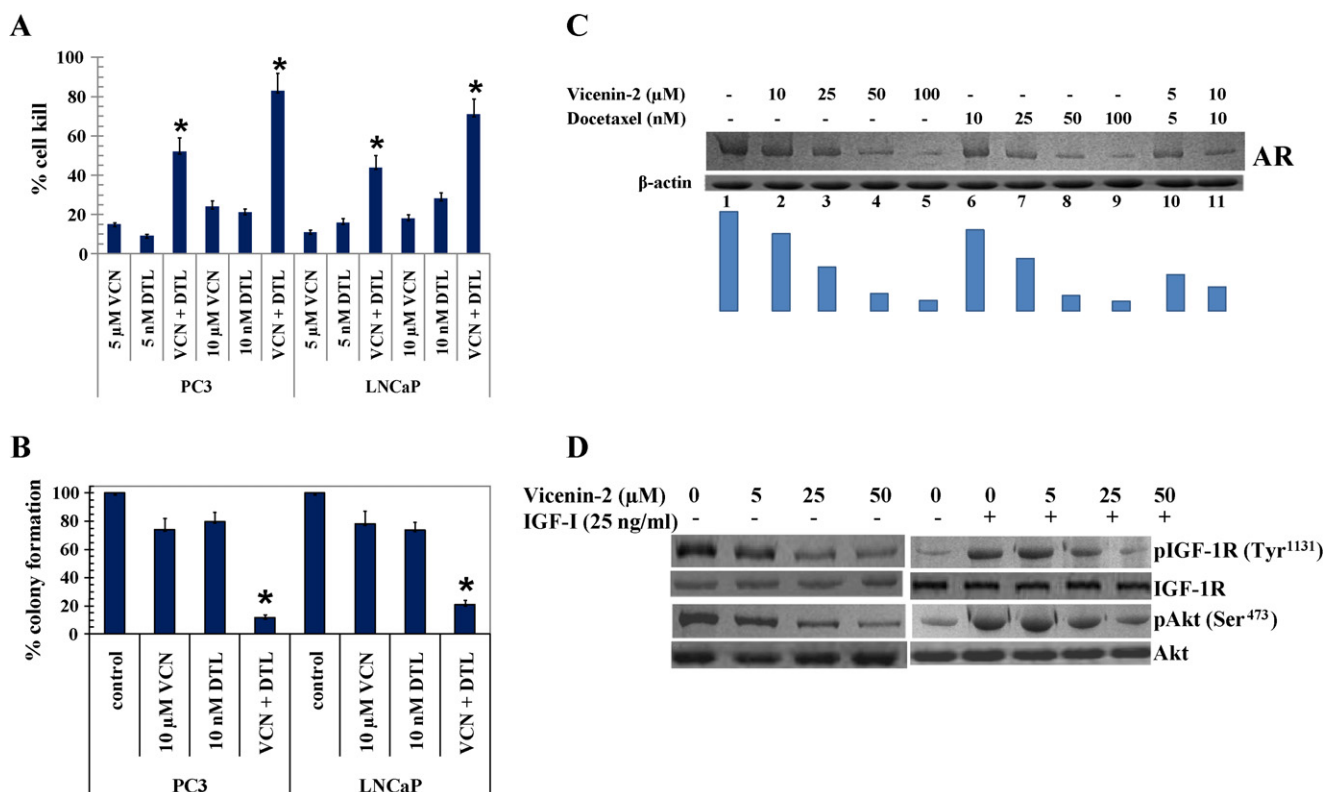 A
% cell kill
100
80
60
40
20
0
* * * *
5 µM VCN
5 nM DTL
VCN + DTL
10 µM VCN
10 nM DTL
VCN + DTL
5 µM VCN
5 nM DTL
VCN + DTL
10 µM VCN
10 nM DTL
VCN + DTL
PC3 LNCaP
B
% colony formation
100
80
60
40
20
0
* *
control
10 µM VCN
10 nM DTL
VCN + DTL
control
10 µM VCN
10 nM DTL
VCN + DTL
PC3 LNCaP
C
Vicenin-2 (µM) - 10 25 50 100 - - - - 5 10
Docetaxel (nM) - - - - - 10 25 50 100 5 10
AR
β-actin
1 2 3 4 5 6 7 8 9 10 11
D
Vicenin-2 (µM) 0 5 25 50 0 0 5 25 50
IGF-I (25 ng/ml) - - - - - + + + +
pIGF-1R (Tyr1131)
IGF-1R
pAkt (Ser473)
Akt